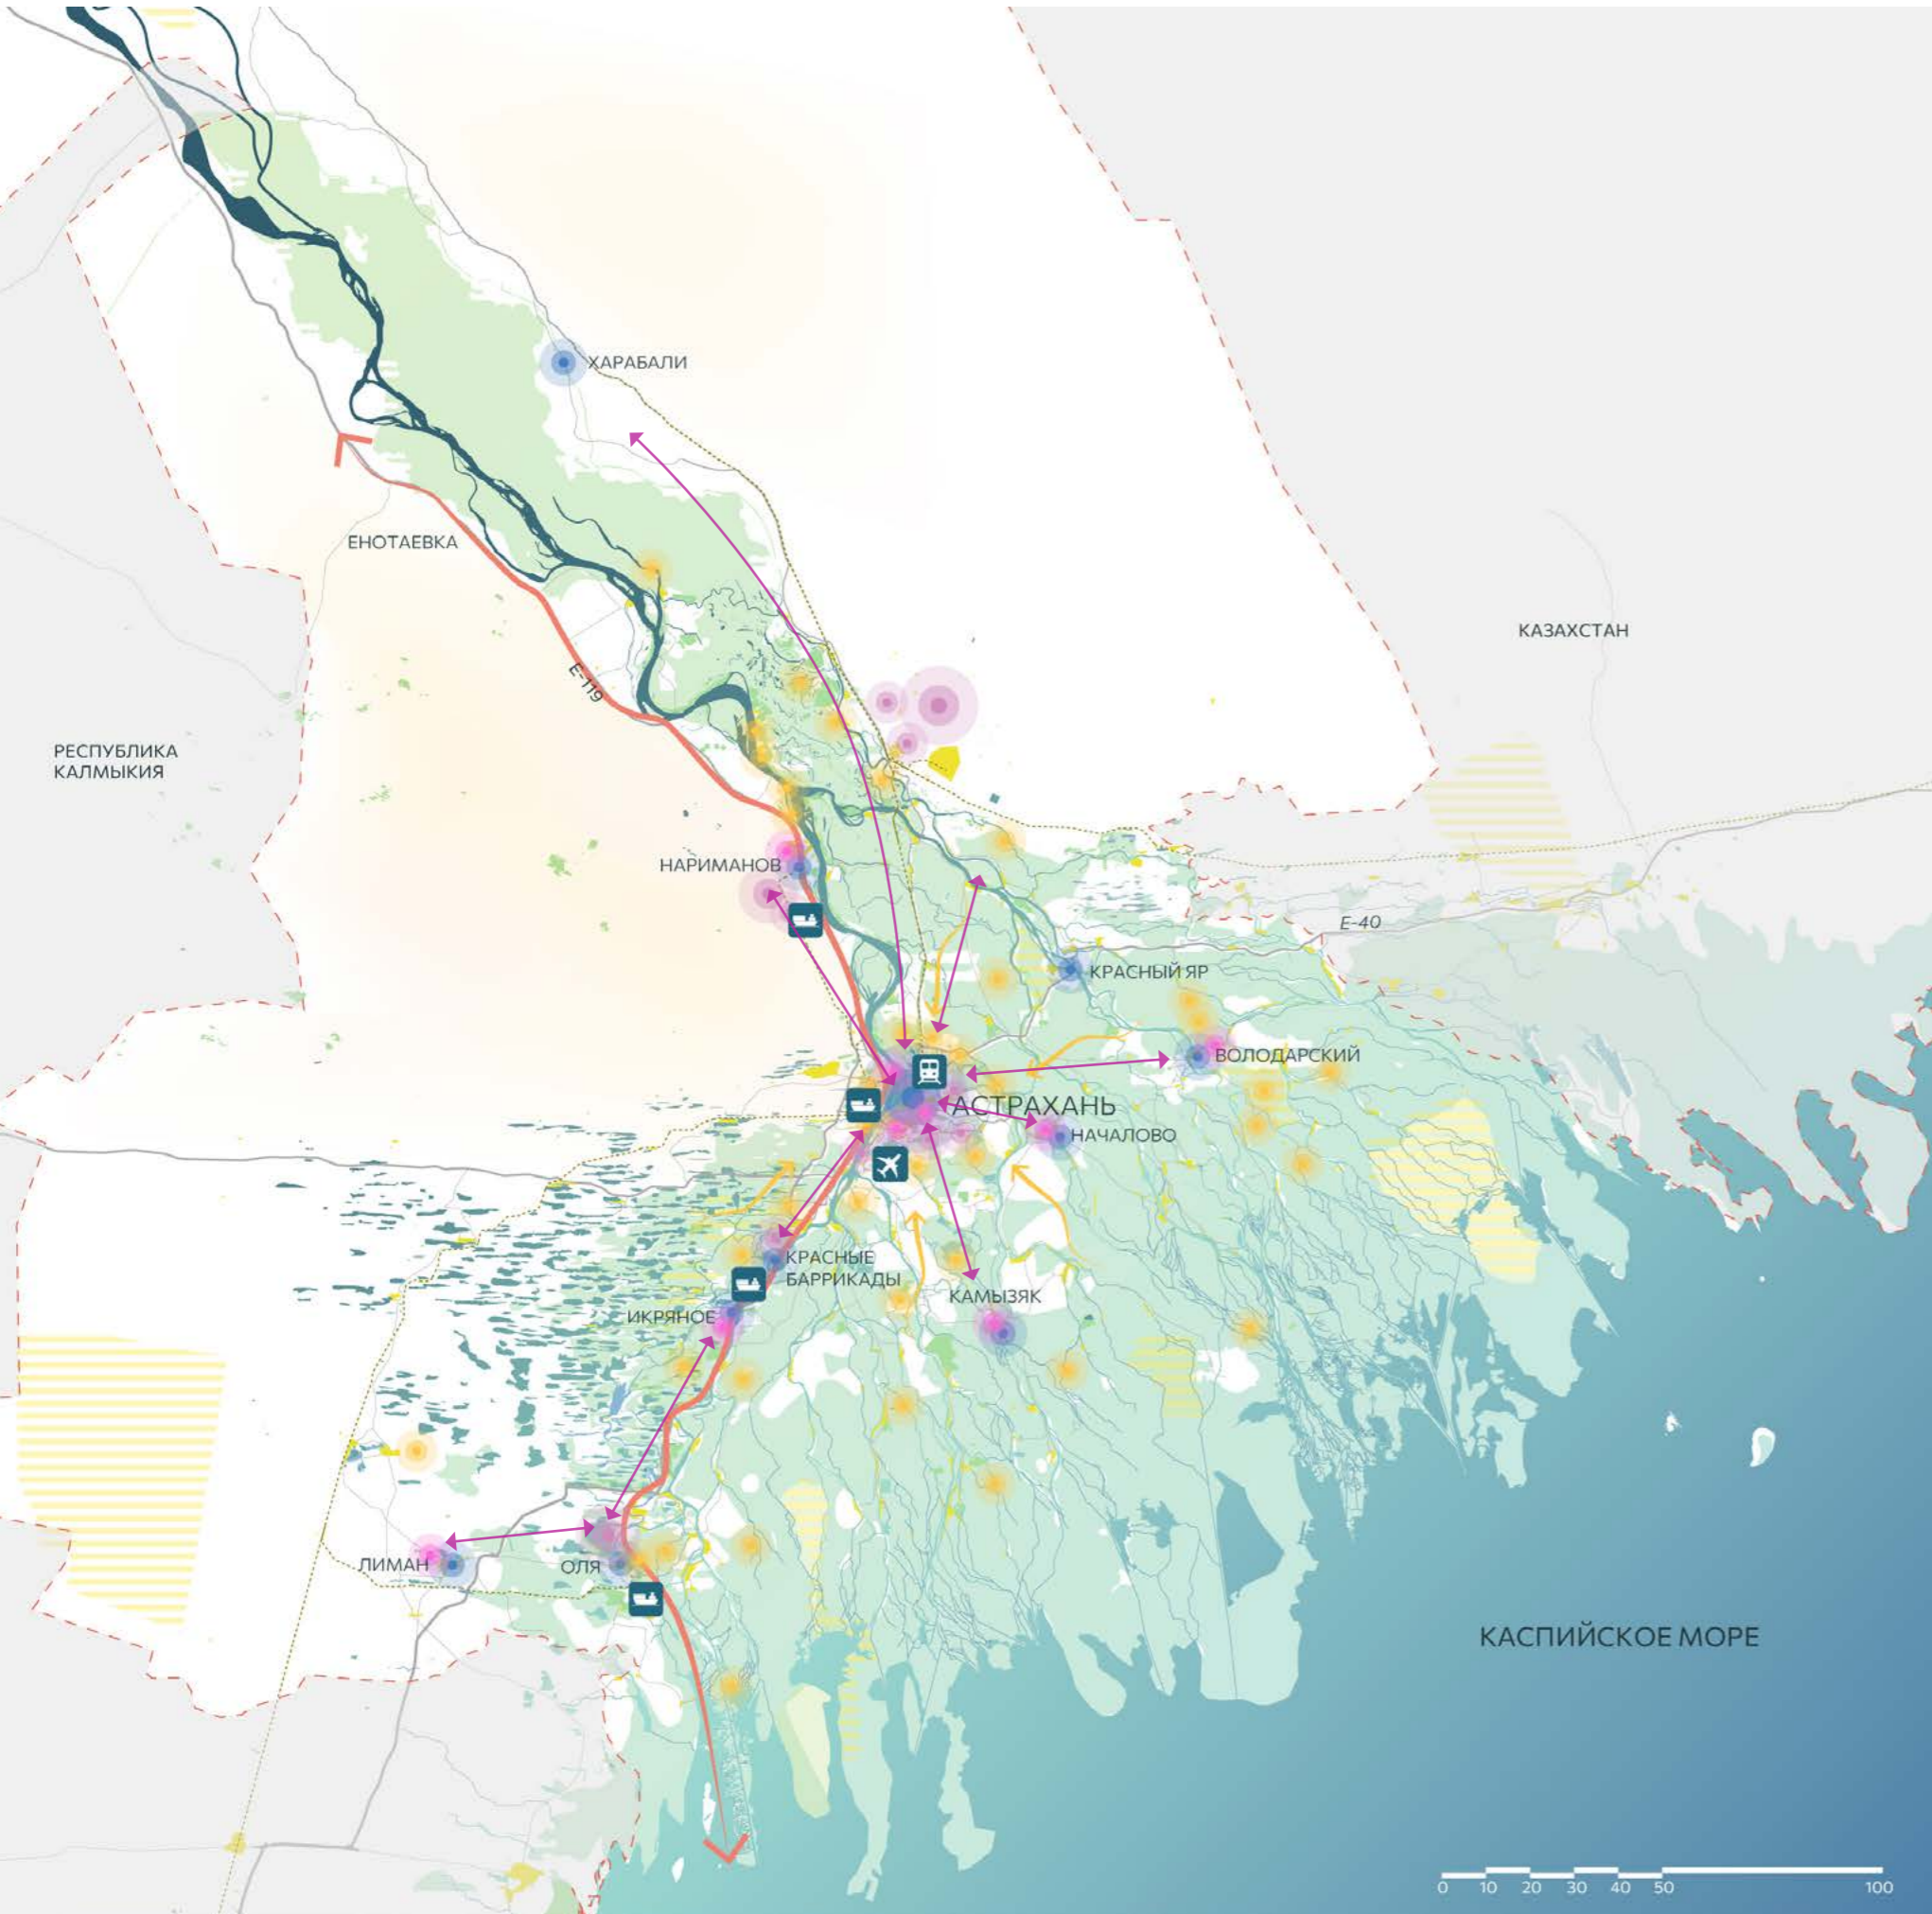 ХАРАБАЛИ
ЕНОТАЕВКА
E-119
КАЗАХСТАН
РЕСПУБЛИКА
КАЛМЫКИЯ
НАРИМАНОВ
E-40
КРАСНЫЙ ЯР
ВОЛОДАРСКИЙ
АСТРАХАНЬ
НАЧАЛОВО
КРАСНЫЕ
БАРРИКАДЫ
КАМЫЗЯК
ИКРЯНОЕ
ЛИМАН
ОЛЯ
КАСПИЙСКОЕ МОРЕ
0 10 20 30 40 50 100